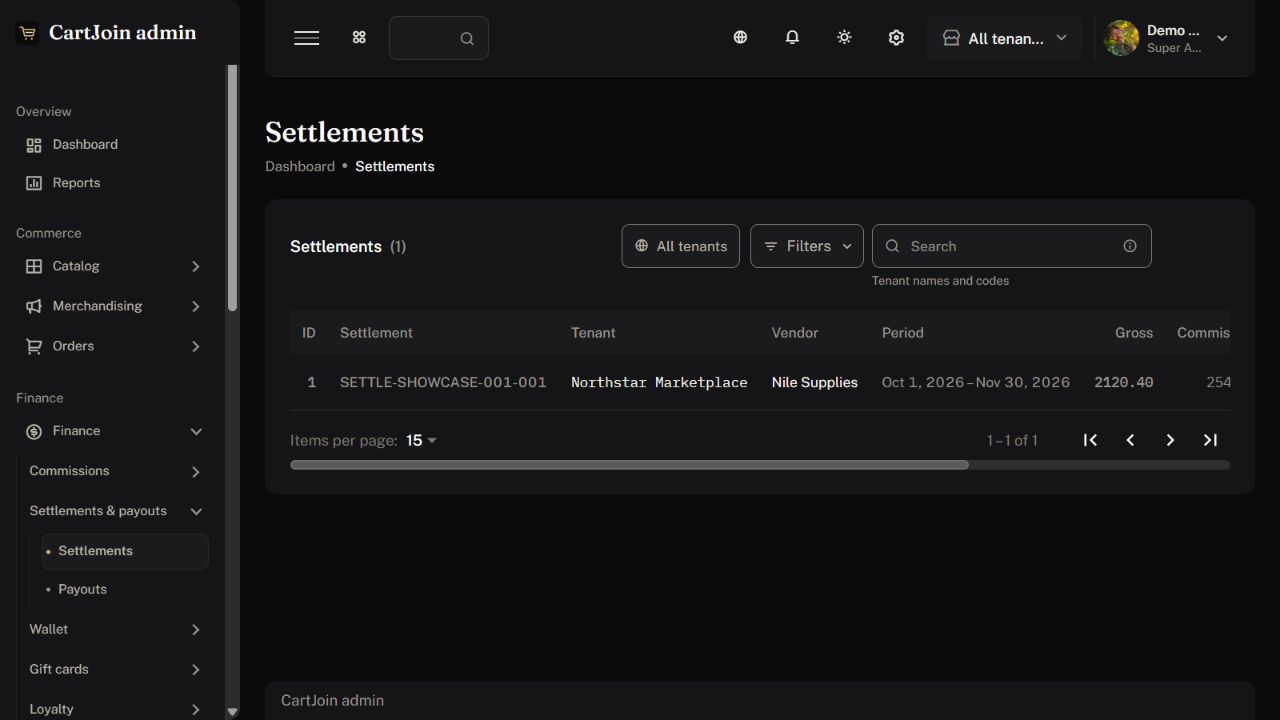 CartJoin admin
All tenan...
Demo ...
Super A...
Overview
Dashboard
Reports
Commerce
Catalog
Merchandising
Orders
Finance
Finance
Commissions
Settlements & payouts
Settlements
Payouts
Wallet
Gift cards
Loyalty
Settlements
Dashboard • Settlements
Settlements (1)
All tenants
Filters
Search
Tenant names and codes
ID Settlement Tenant Vendor Period Gross Commis
1 SETTLE-SHOWCASE-001-001 Northstar Marketplace Nile Supplies Oct 1, 2026 – Nov 30, 2026 2120.40 254
Items per page: 15
1 – 1 of 1
CartJoin admin